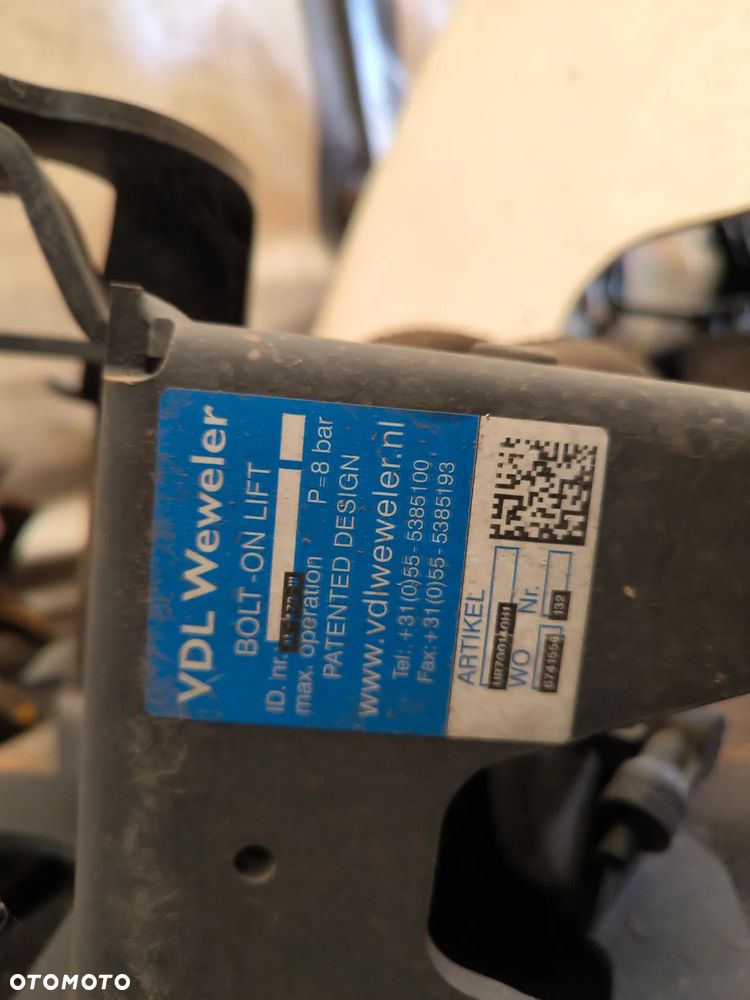 VDL Weweler
BOLT-ON LIFT
ID. nr.
max. operation P=8 bar
PATENTED DESIGN
www.vdlweweler.nl
Tel.: +31(0)55-5385100
Fax: +31(0)55-5385193
ARTIKEL
WO Nr.
132
OTOMOTO